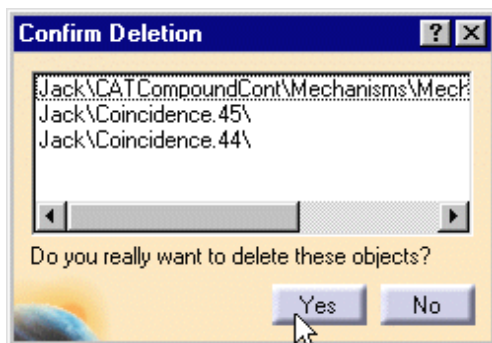 Confirm Deletion
? X
Jack\CATCompoundCont\Mechanisms\Mech
Jack\Coincidence.45\
Jack\Coincidence.44\
Do you really want to delete these objects?
Yes No